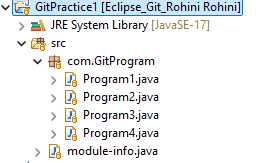 GitPractice1 [Eclipse_Git_Rohini Rohini]
JRE System Library [JavaSE-17]
src
com.GitProgram
Program1.java
Program2.java
Program3.java
Program4.java
module-info.java